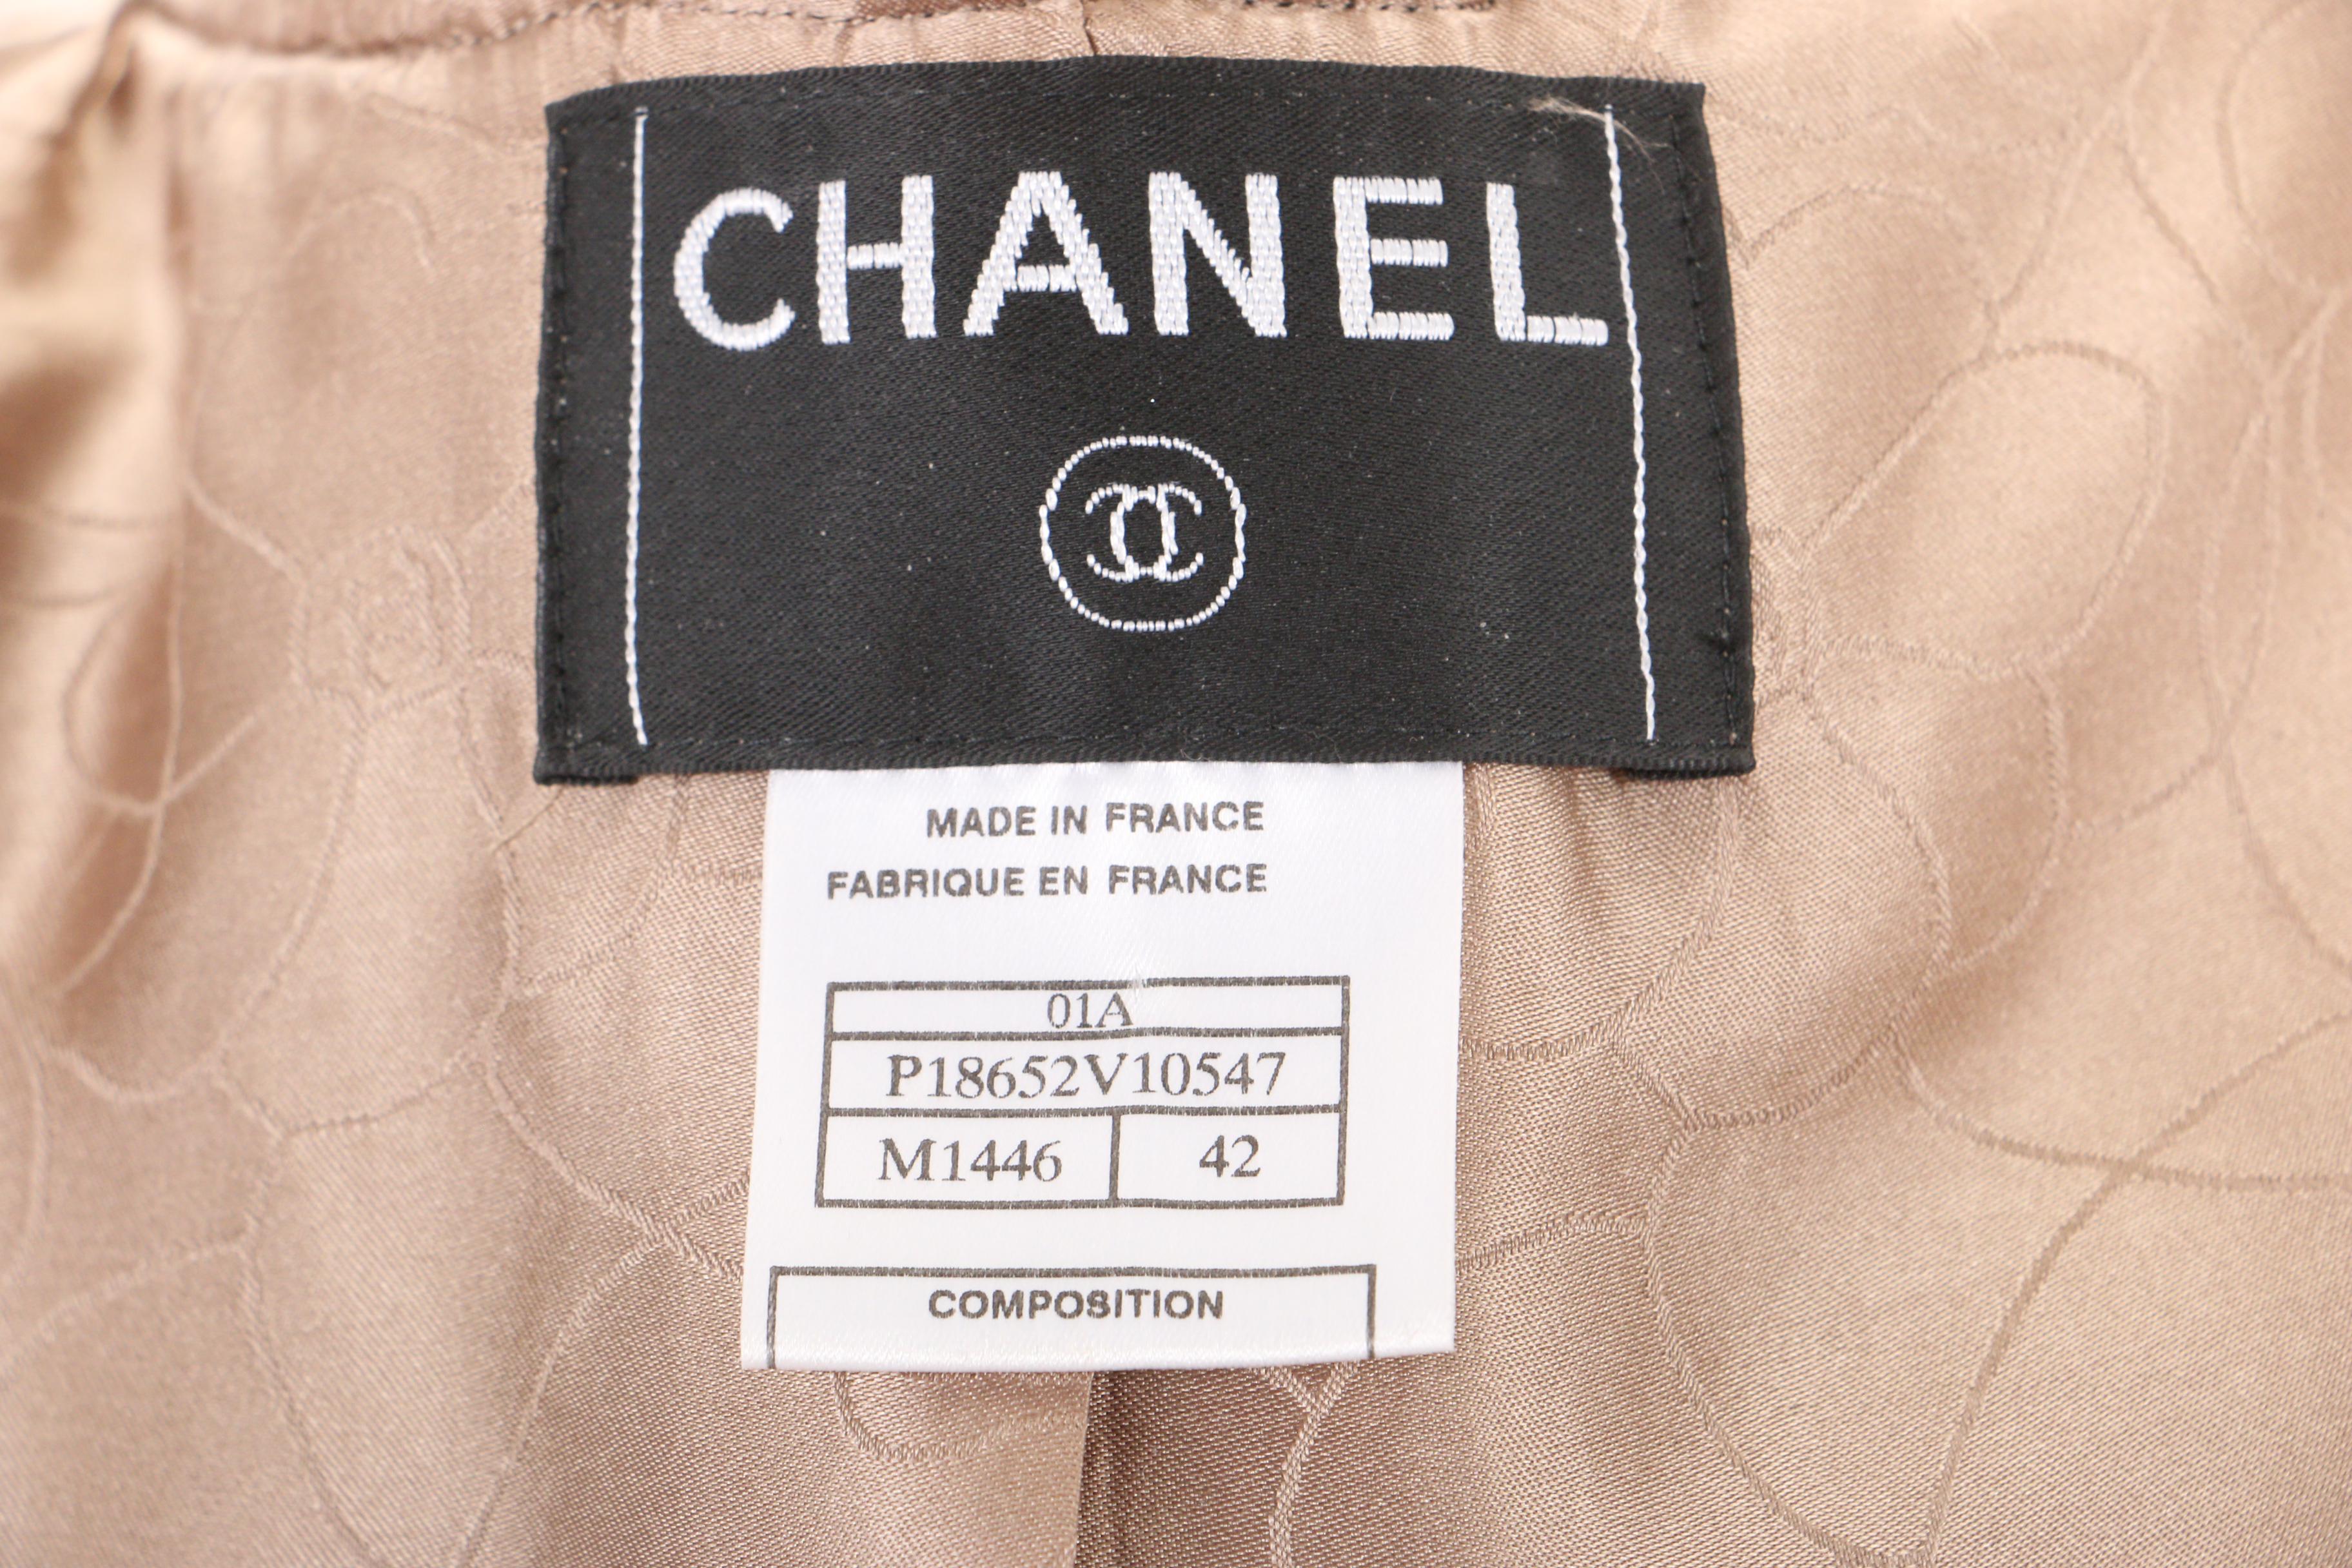 CHANEL
MADE IN FRANCE
FABRIQUE EN FRANCE
01A
P18652V10547
M1446 42
COMPOSITION